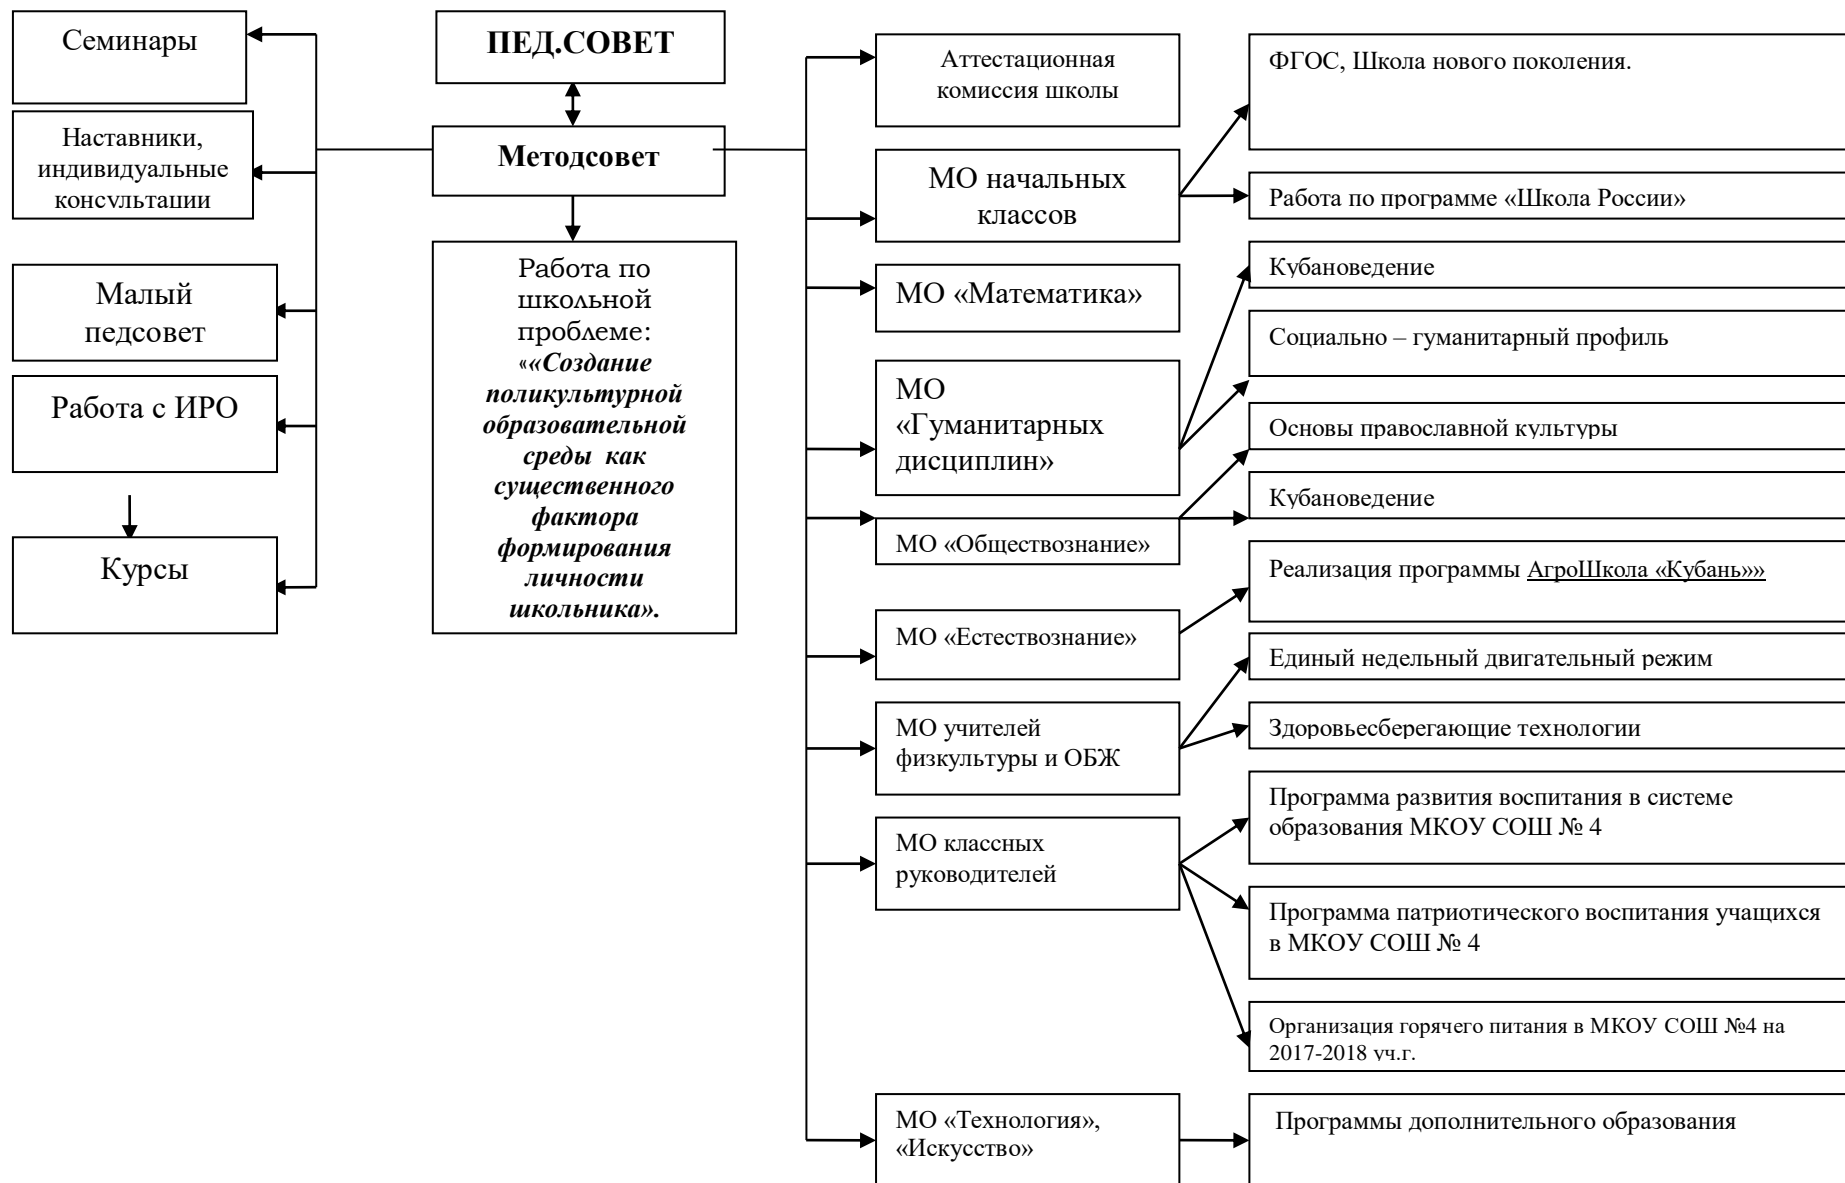 Семинары
Наставники,
индивидуальные
консультации
Малый
педсовет
Работа с ИРО
Курсы
ПЕД.СОВЕТ
Методсовет
Работа по
школьной
проблеме:
««Создание
поликультурной
образовательной
среды как
существенного
фактора
формирования
личности
школьника».
Аттестационная
комиссия школы
МО начальных
классов
МО «Математика»
МО
«Гуманитарных
дисциплин»
МО «Обществознание»
МО «Естествознание»
МО учителей
физкультуры и ОБЖ
МО классных
руководителей
МО «Технология»,
«Искусство»
ФГОС, Школа нового поколения.
Работа по программе «Школа России»
Кубановедение
Социально – гуманитарный профиль
Основы православной культуры
Кубановедение
Реализация программы АгроШкола «Кубань»»
Единый недельный двигательный режим
Здоровьесберегающие технологии
Программа развития воспитания в системе
образования МКОУ СОШ № 4
Программа патриотического воспитания учащихся
в МКОУ СОШ № 4
Организация горячего питания в МКОУ СОШ №4 на
2017-2018 уч.г.
Программы дополнительного образования